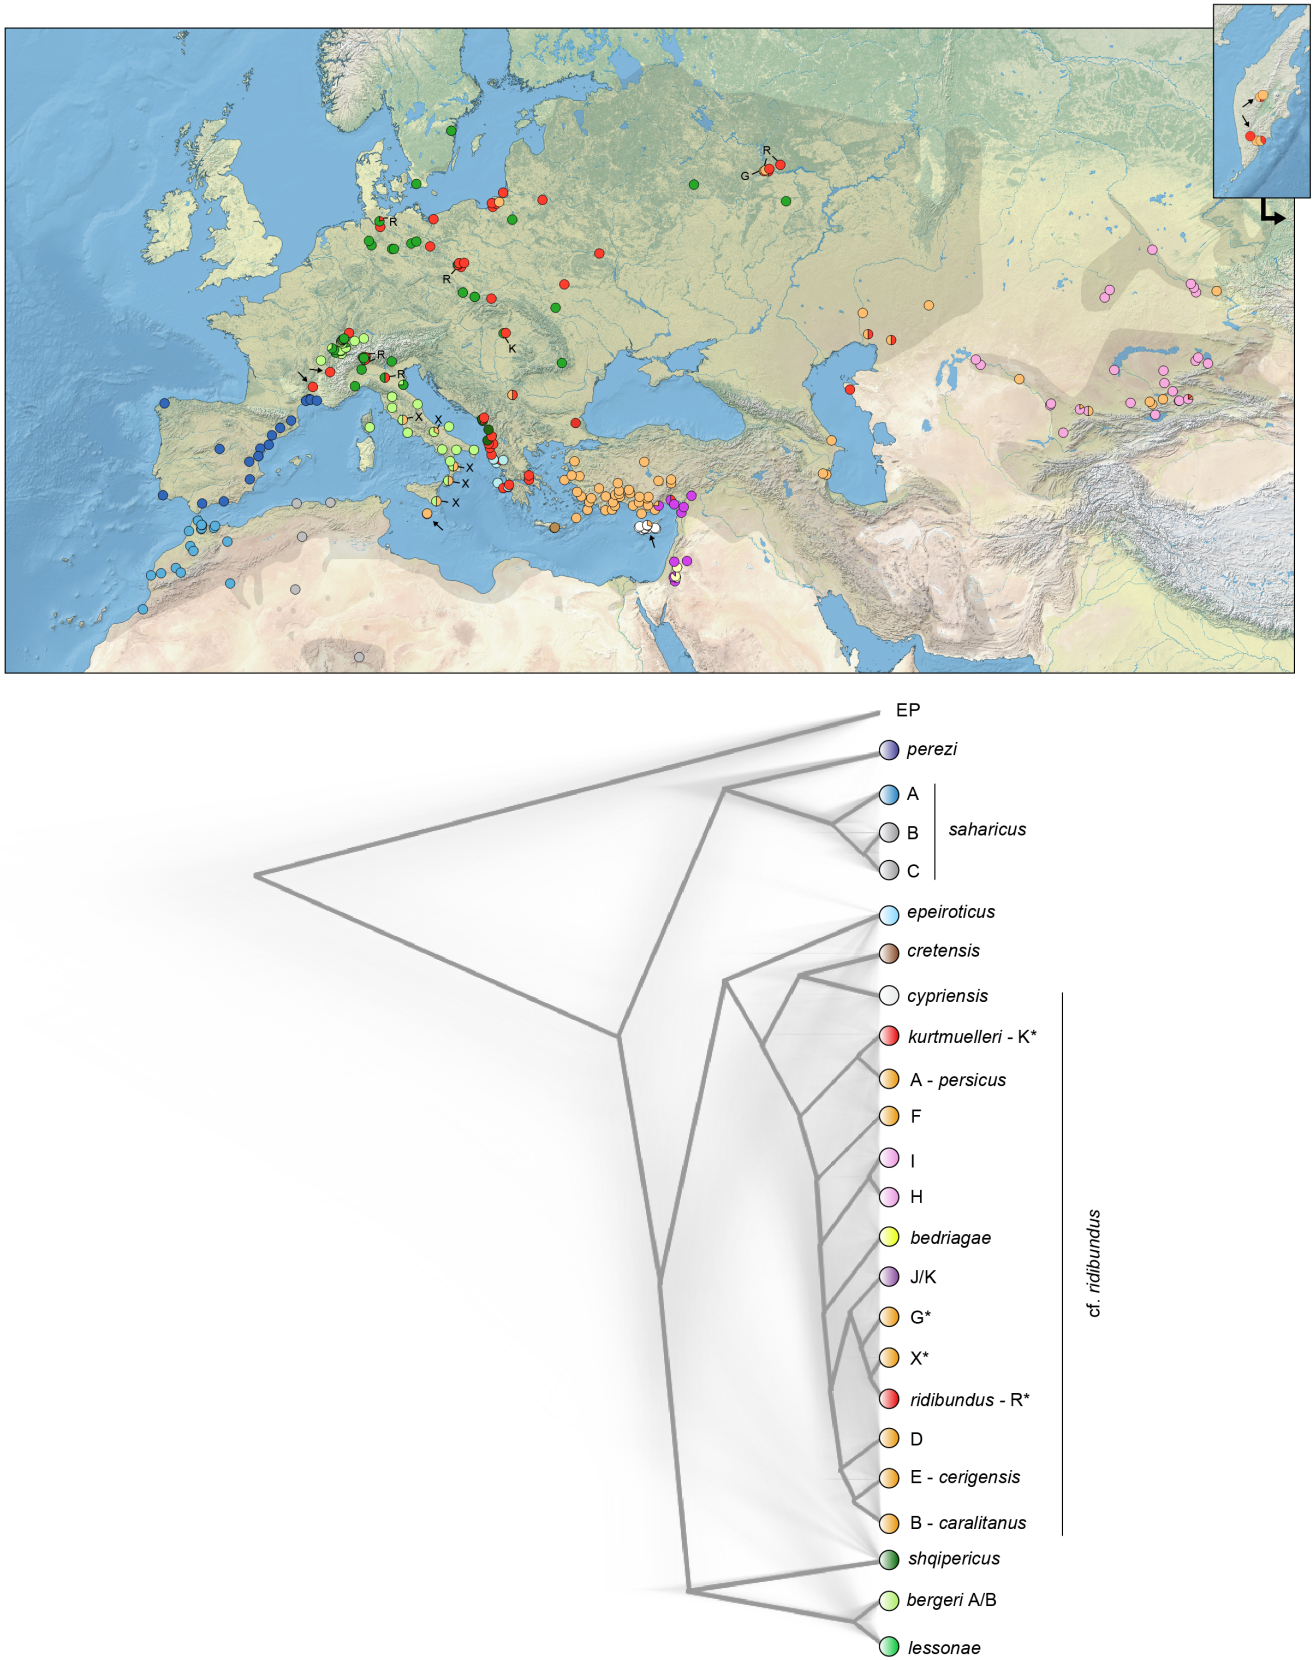 R
G
R
R
K
R
R
X
X
X
X
X
EP
perezi
A
B
saharicus
C
epeiroticus
cretensis
cypriensis
kurtmuelleri - K*
A - persicus
F
I
H
bedriagae
J/K
G*
X*
ridibundus - R*
D
E - cerigensis
B - caralitanus
cf. ridibundus
shqipericus
bergeri A/B
lessonae